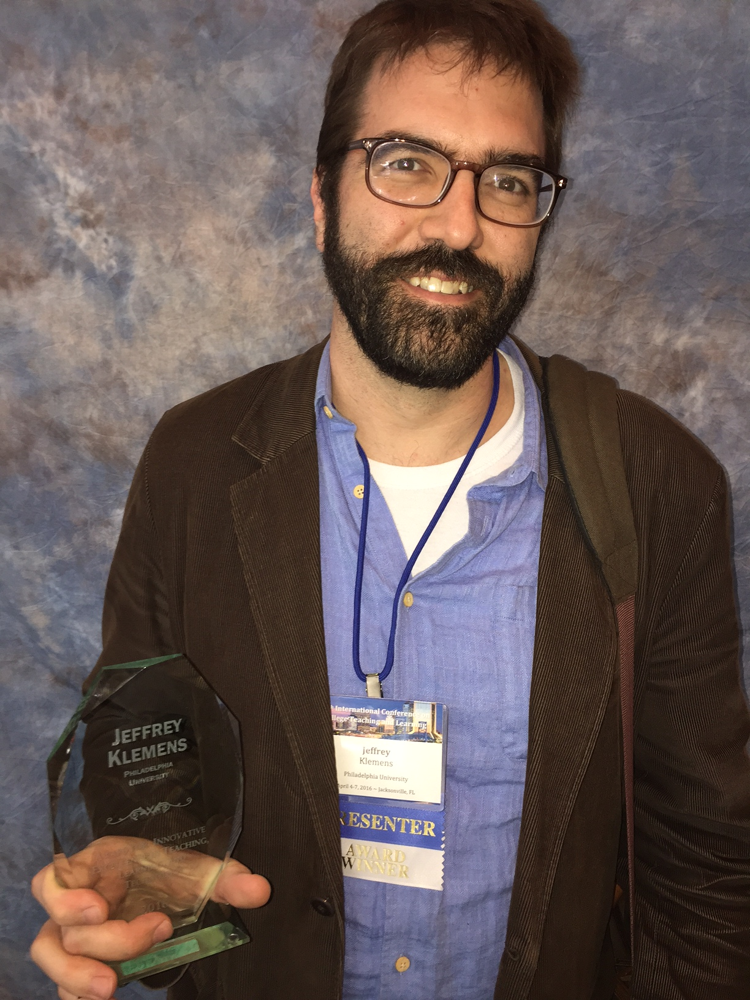 JEFFREY
KLEMENS
PHILADELPHIA
UNIVERSITY
INNOVATIVE
TEACHING,
2016
International Conference on
College Teaching and Learning
Jeffrey
Klemens
Philadelphia University
April 4-7, 2016 ~ Jacksonville, FL
RESENTER
AWARD
WINNER